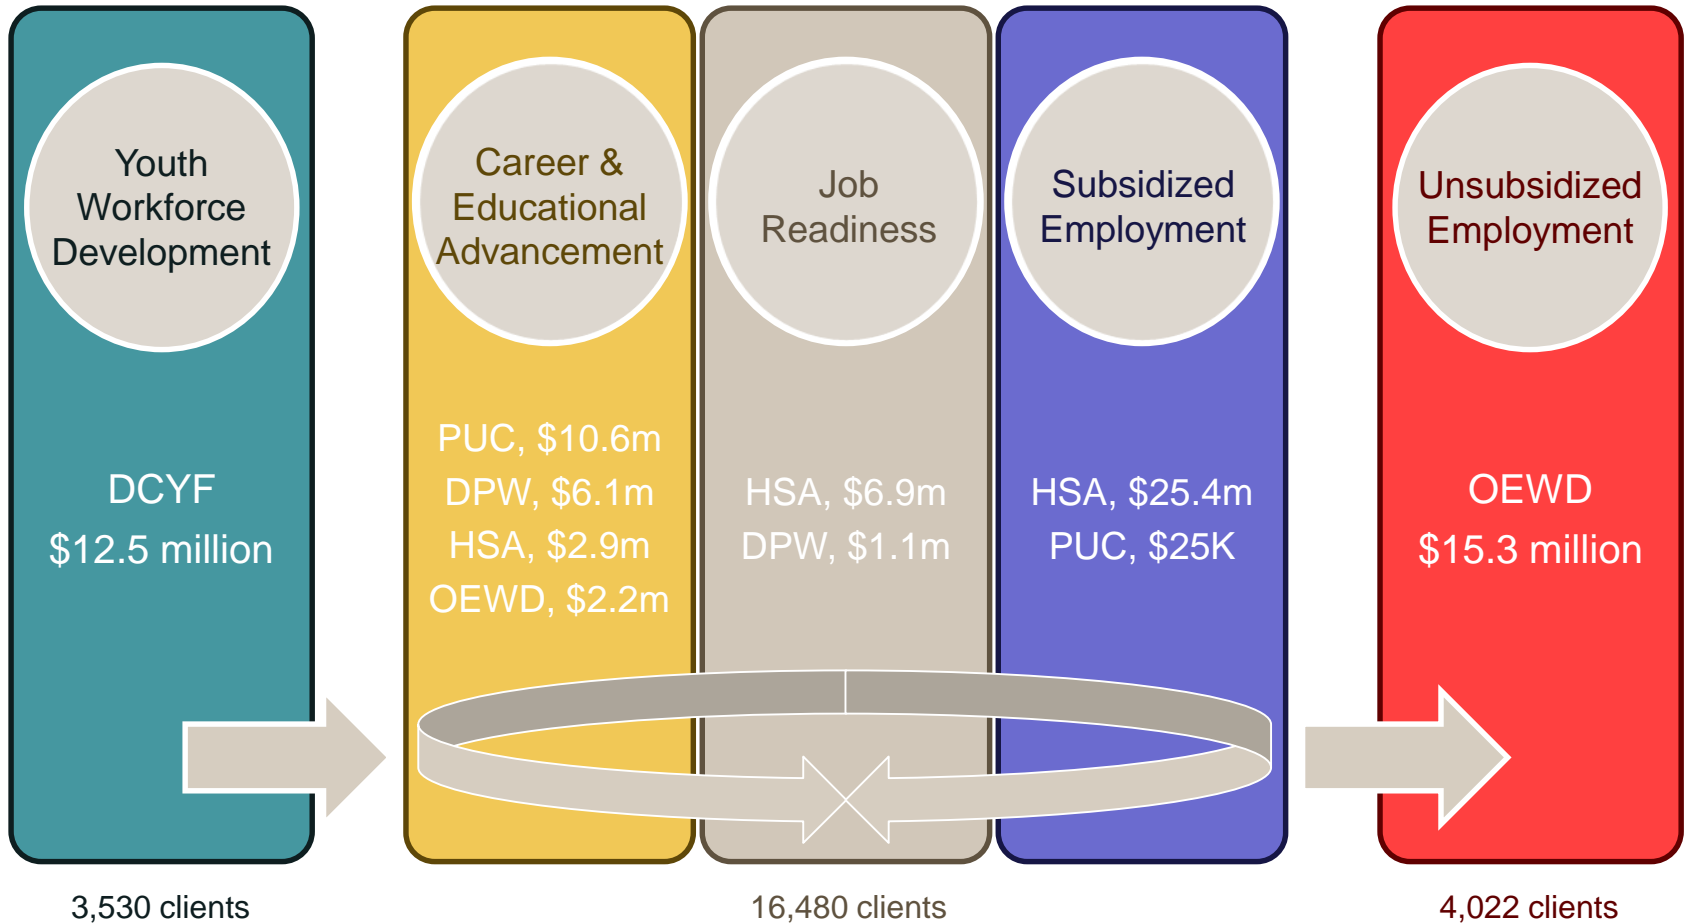 Youth
Workforce
Development
DCYF
$12.5 million
3,530 clients
Career &
Educational
Advancement
PUC, $10.6m
DPW, $6.1m
HSA, $2.9m
OEWD, $2.2m
Job
Readiness
HSA, $6.9m
DPW, $1.1m
16,480 clients
Subsidized
Employment
HSA, $25.4m
PUC, $25K
Unsubsidized
Employment
OEWD
$15.3 million
4,022 clients